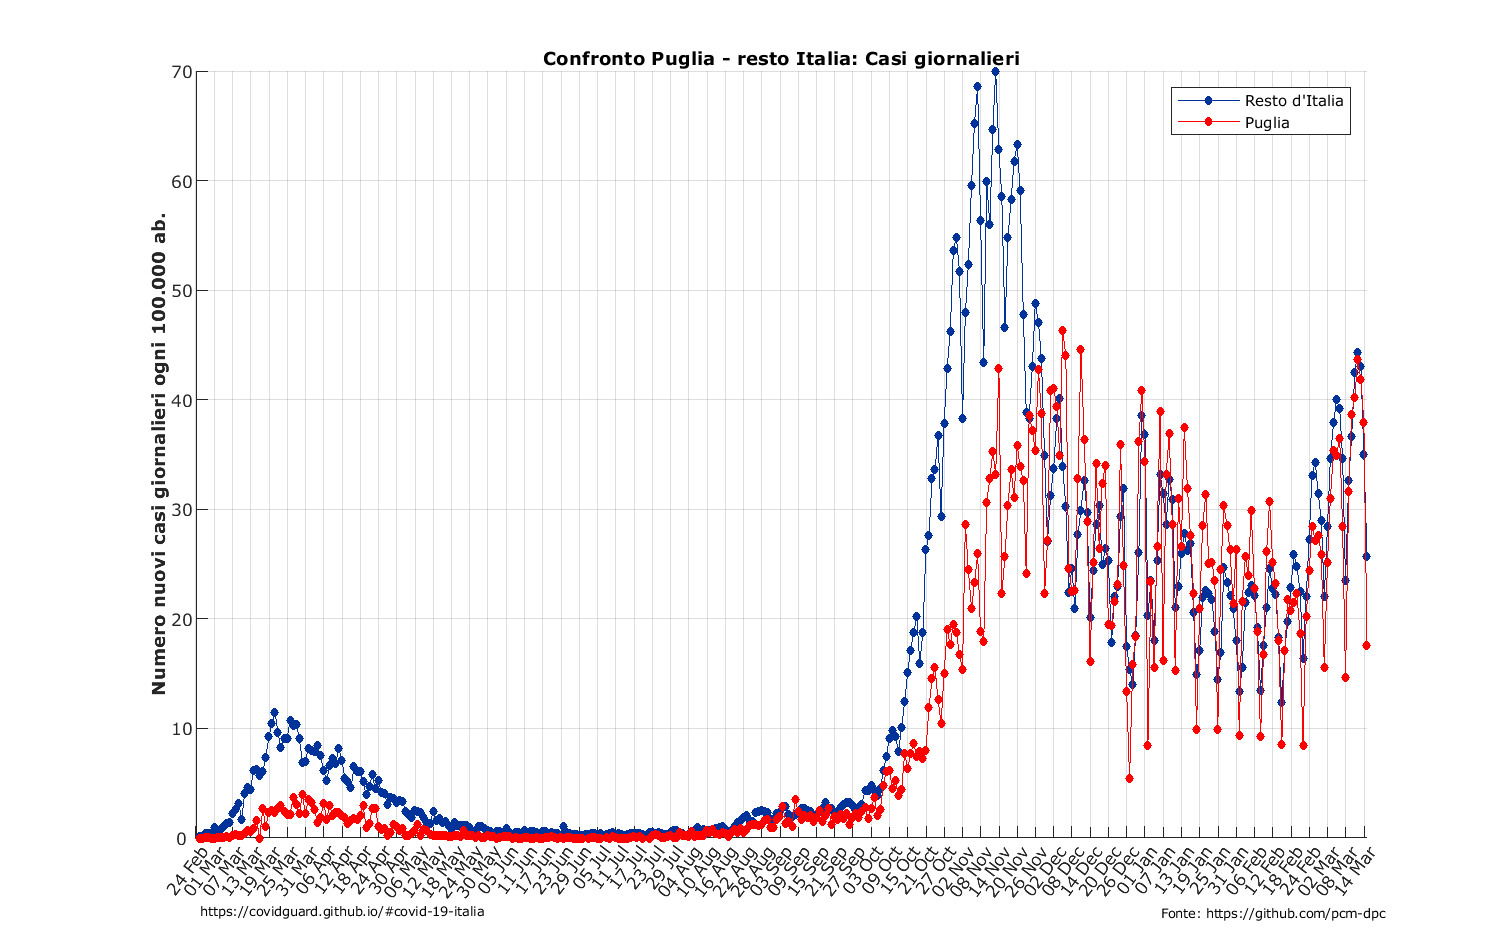 Confronto Puglia - resto Italia: Casi giornalieri
Numero nuovi casi giornalieri ogni 100.000 ab.
70
60
50
40
30
20
10
0
Resto d'Italia
Puglia
24 Feb
01 Mar
07 Mar
13 Mar
19 Mar
25 Mar
31 Mar
06 Apr
12 Apr
18 Apr
24 Apr
30 Apr
06 May
12 May
18 May
24 May
30 May
05 Jun
11 Jun
17 Jun
23 Jun
29 Jun
05 Jul
11 Jul
17 Jul
23 Jul
29 Jul
04 Aug
10 Aug
16 Aug
22 Aug
28 Aug
03 Sep
09 Sep
15 Sep
21 Sep
27 Sep
03 Oct
09 Oct
15 Oct
21 Oct
27 Oct
02 Nov
08 Nov
14 Nov
20 Nov
26 Nov
02 Dec
08 Dec
14 Dec
20 Dec
26 Dec
01 Jan
07 Jan
13 Jan
19 Jan
25 Jan
31 Jan
06 Feb
12 Feb
18 Feb
24 Feb
02 Mar
08 Mar
14 Mar
https://covidguard.github.io/#covid-19-italia
Fonte: https://github.com/pcm-dpc